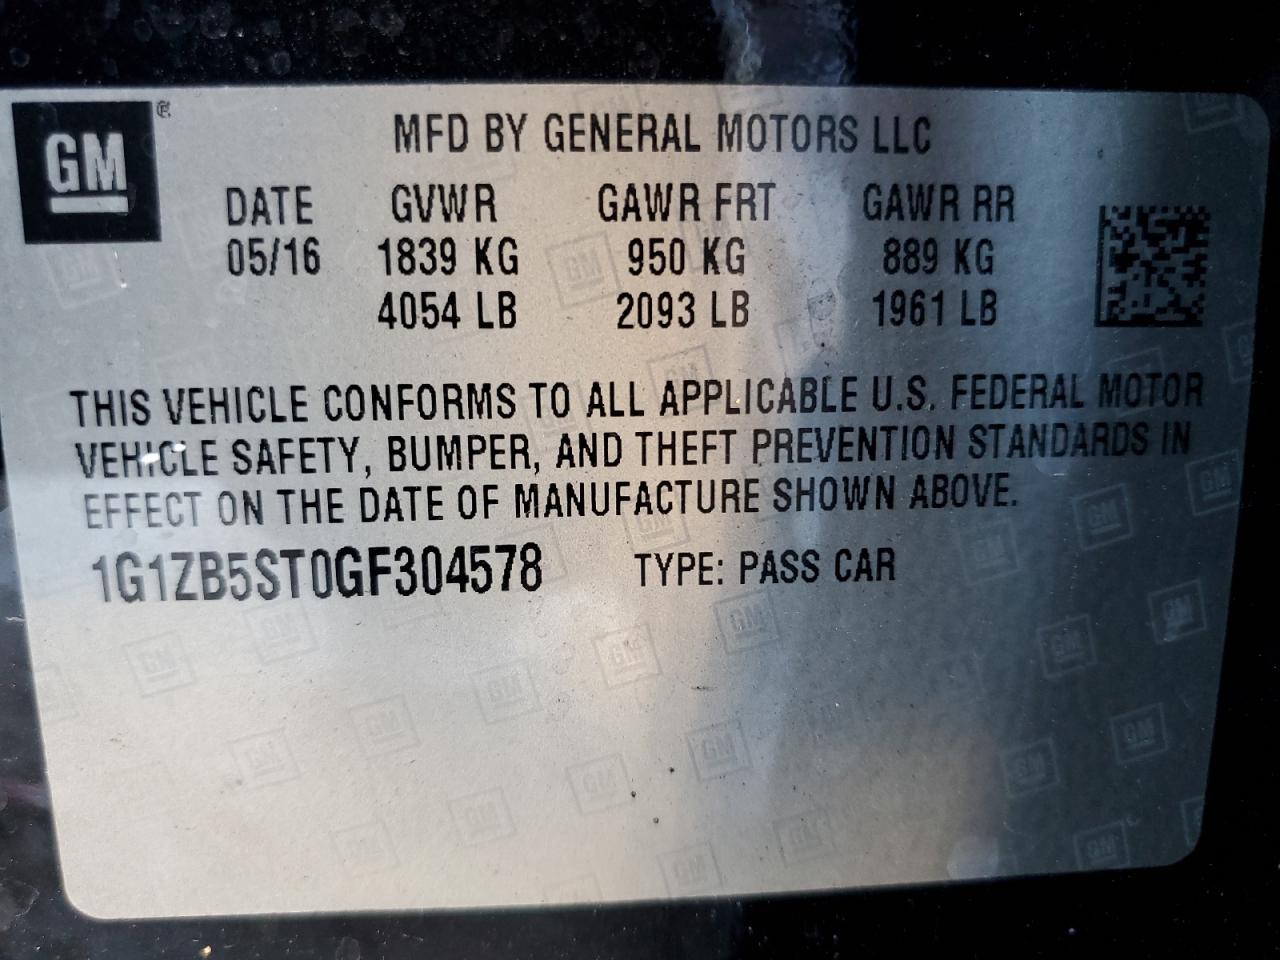 GM ®
MFD BY GENERAL MOTORS LLC
DATE GVWR GAWR FRT GAWR RR
05/16 1839 KG 950 KG 889 KG
4054 LB 2093 LB 1961 LB
THIS VEHICLE CONFORMS TO ALL APPLICABLE U.S. FEDERAL MOTOR
VEHICLE SAFETY, BUMPER, AND THEFT PREVENTION STANDARDS IN
EFFECT ON THE DATE OF MANUFACTURE SHOWN ABOVE.
1G1ZB5ST0GF304578 TYPE: PASS CAR